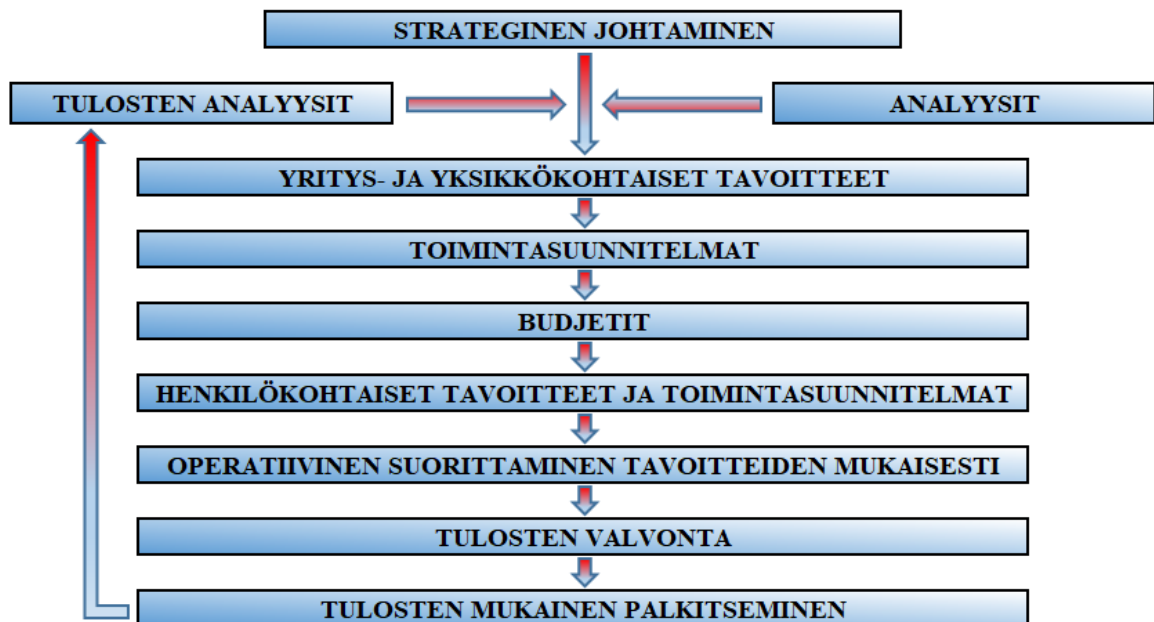 STRATEGINEN JOHTAMINEN
TULOSTEN ANALYYSIT
ANALYYSIT
YRITYS- JA YKSIKKÖKOHTAISET TAVOITTEET
TOIMINTASUUNNITELMAT
BUDJETIT
HENKILÖKOHTAISET TAVOITTEET JA TOIMINTASUUNNITELMAT
OPERATIIVINEN SUORITTAMINEN TAVOITTEIDEN MUKAISESTI
TULOSTEN VALVONTA
TULOSTEN MUKAINEN PALKITSEMINEN